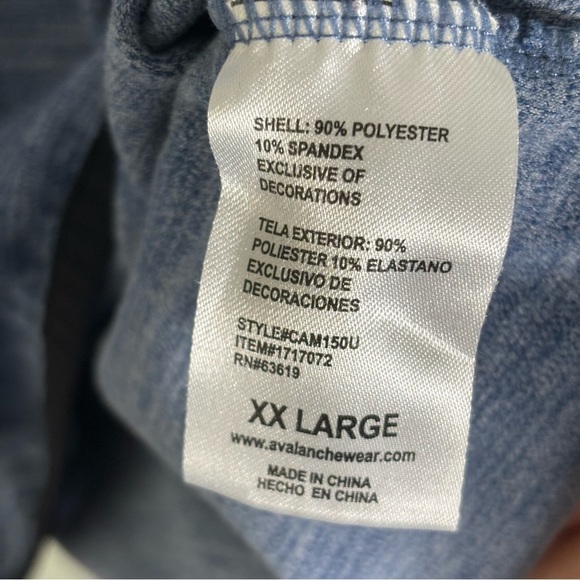 SHELL: 90% POLYESTER
10% SPANDEX
EXCLUSIVE OF
DECORATIONS
TELA EXTERIOR: 90%
POLIESTER 10% ELASTANO
EXCLUSIVO DE
DECORACIONES
STYLE#CAM150U
ITEM#1717072
RN#63619
XX LARGE
www.avalanchewear.com
MADE IN CHINA
HECHO EN CHINA